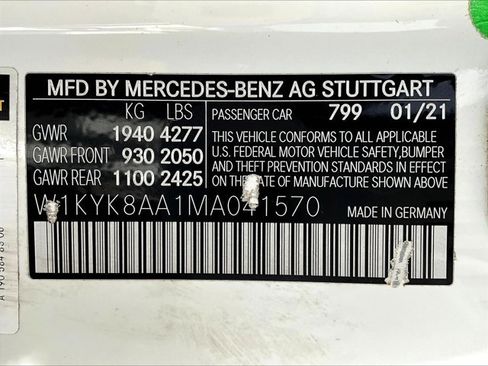 MFD BY MERCEDES-BENZ AG STUTTGART
KG LBS PASSENGER CAR 799 01/21
GVWR 1940 4277
GAWR FRONT 930 2050
GAWR REAR 1100 2425
THIS VEHICLE CONFORMS TO ALL APPLICABLE
U.S. FEDERAL MOTOR VEHICLE SAFETY, BUMPER
AND THEFT PREVENTION STANDARDS IN EFFECT
ON THE DATE OF MANUFACTURE SHOWN ABOVE.
W1KYK8AA1MA041570
MADE IN GERMANY